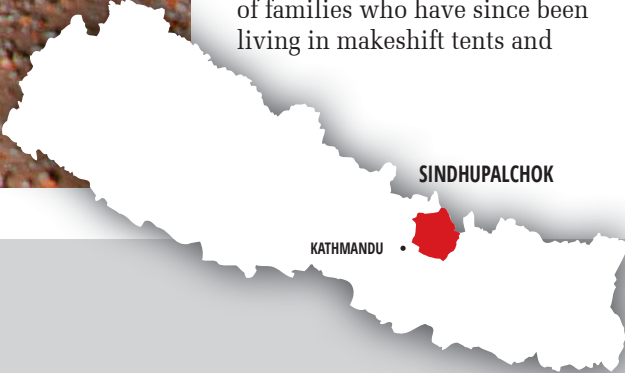 of families who have since been
living in makeshift tents and
SINDHUPALCHOK
KATHMANDU